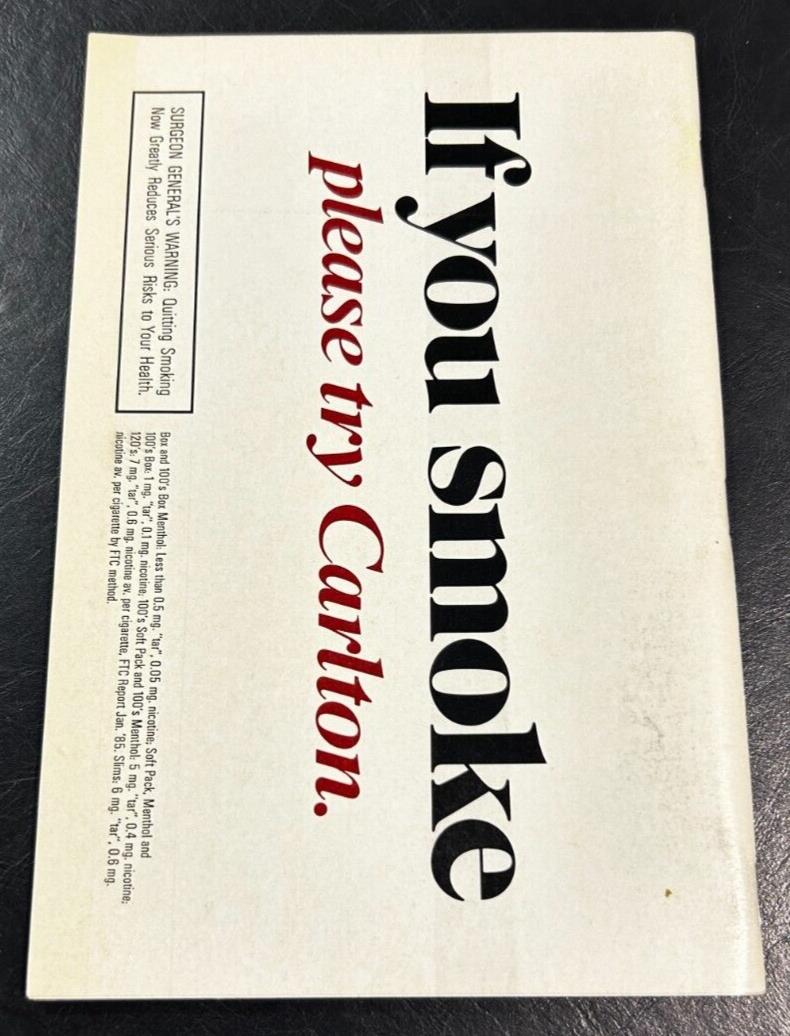 If you smoke
please try Carlton.
SURGEON GENERAL'S WARNING: Quitting Smoking
Now Greatly Reduces Serious Risks to Your Health.
Box and 100's Box Menthol: Less than 0.5 mg. "tar", 0.05 mg. nicotine; Soft Pack, Menthol and
100's Box: 1 mg. "tar", 0.1 mg. nicotine; 100's Soft Pack and 100's Menthol: 5 mg. "tar", 0.4 mg. nicotine;
120's: 7 mg. "tar", 0.6 mg. nicotine av. per cigarette, FTC Report Jan. '85. Slims: 6 mg. "tar", 0.6 mg.
nicotine av. per cigarette by FTC method.